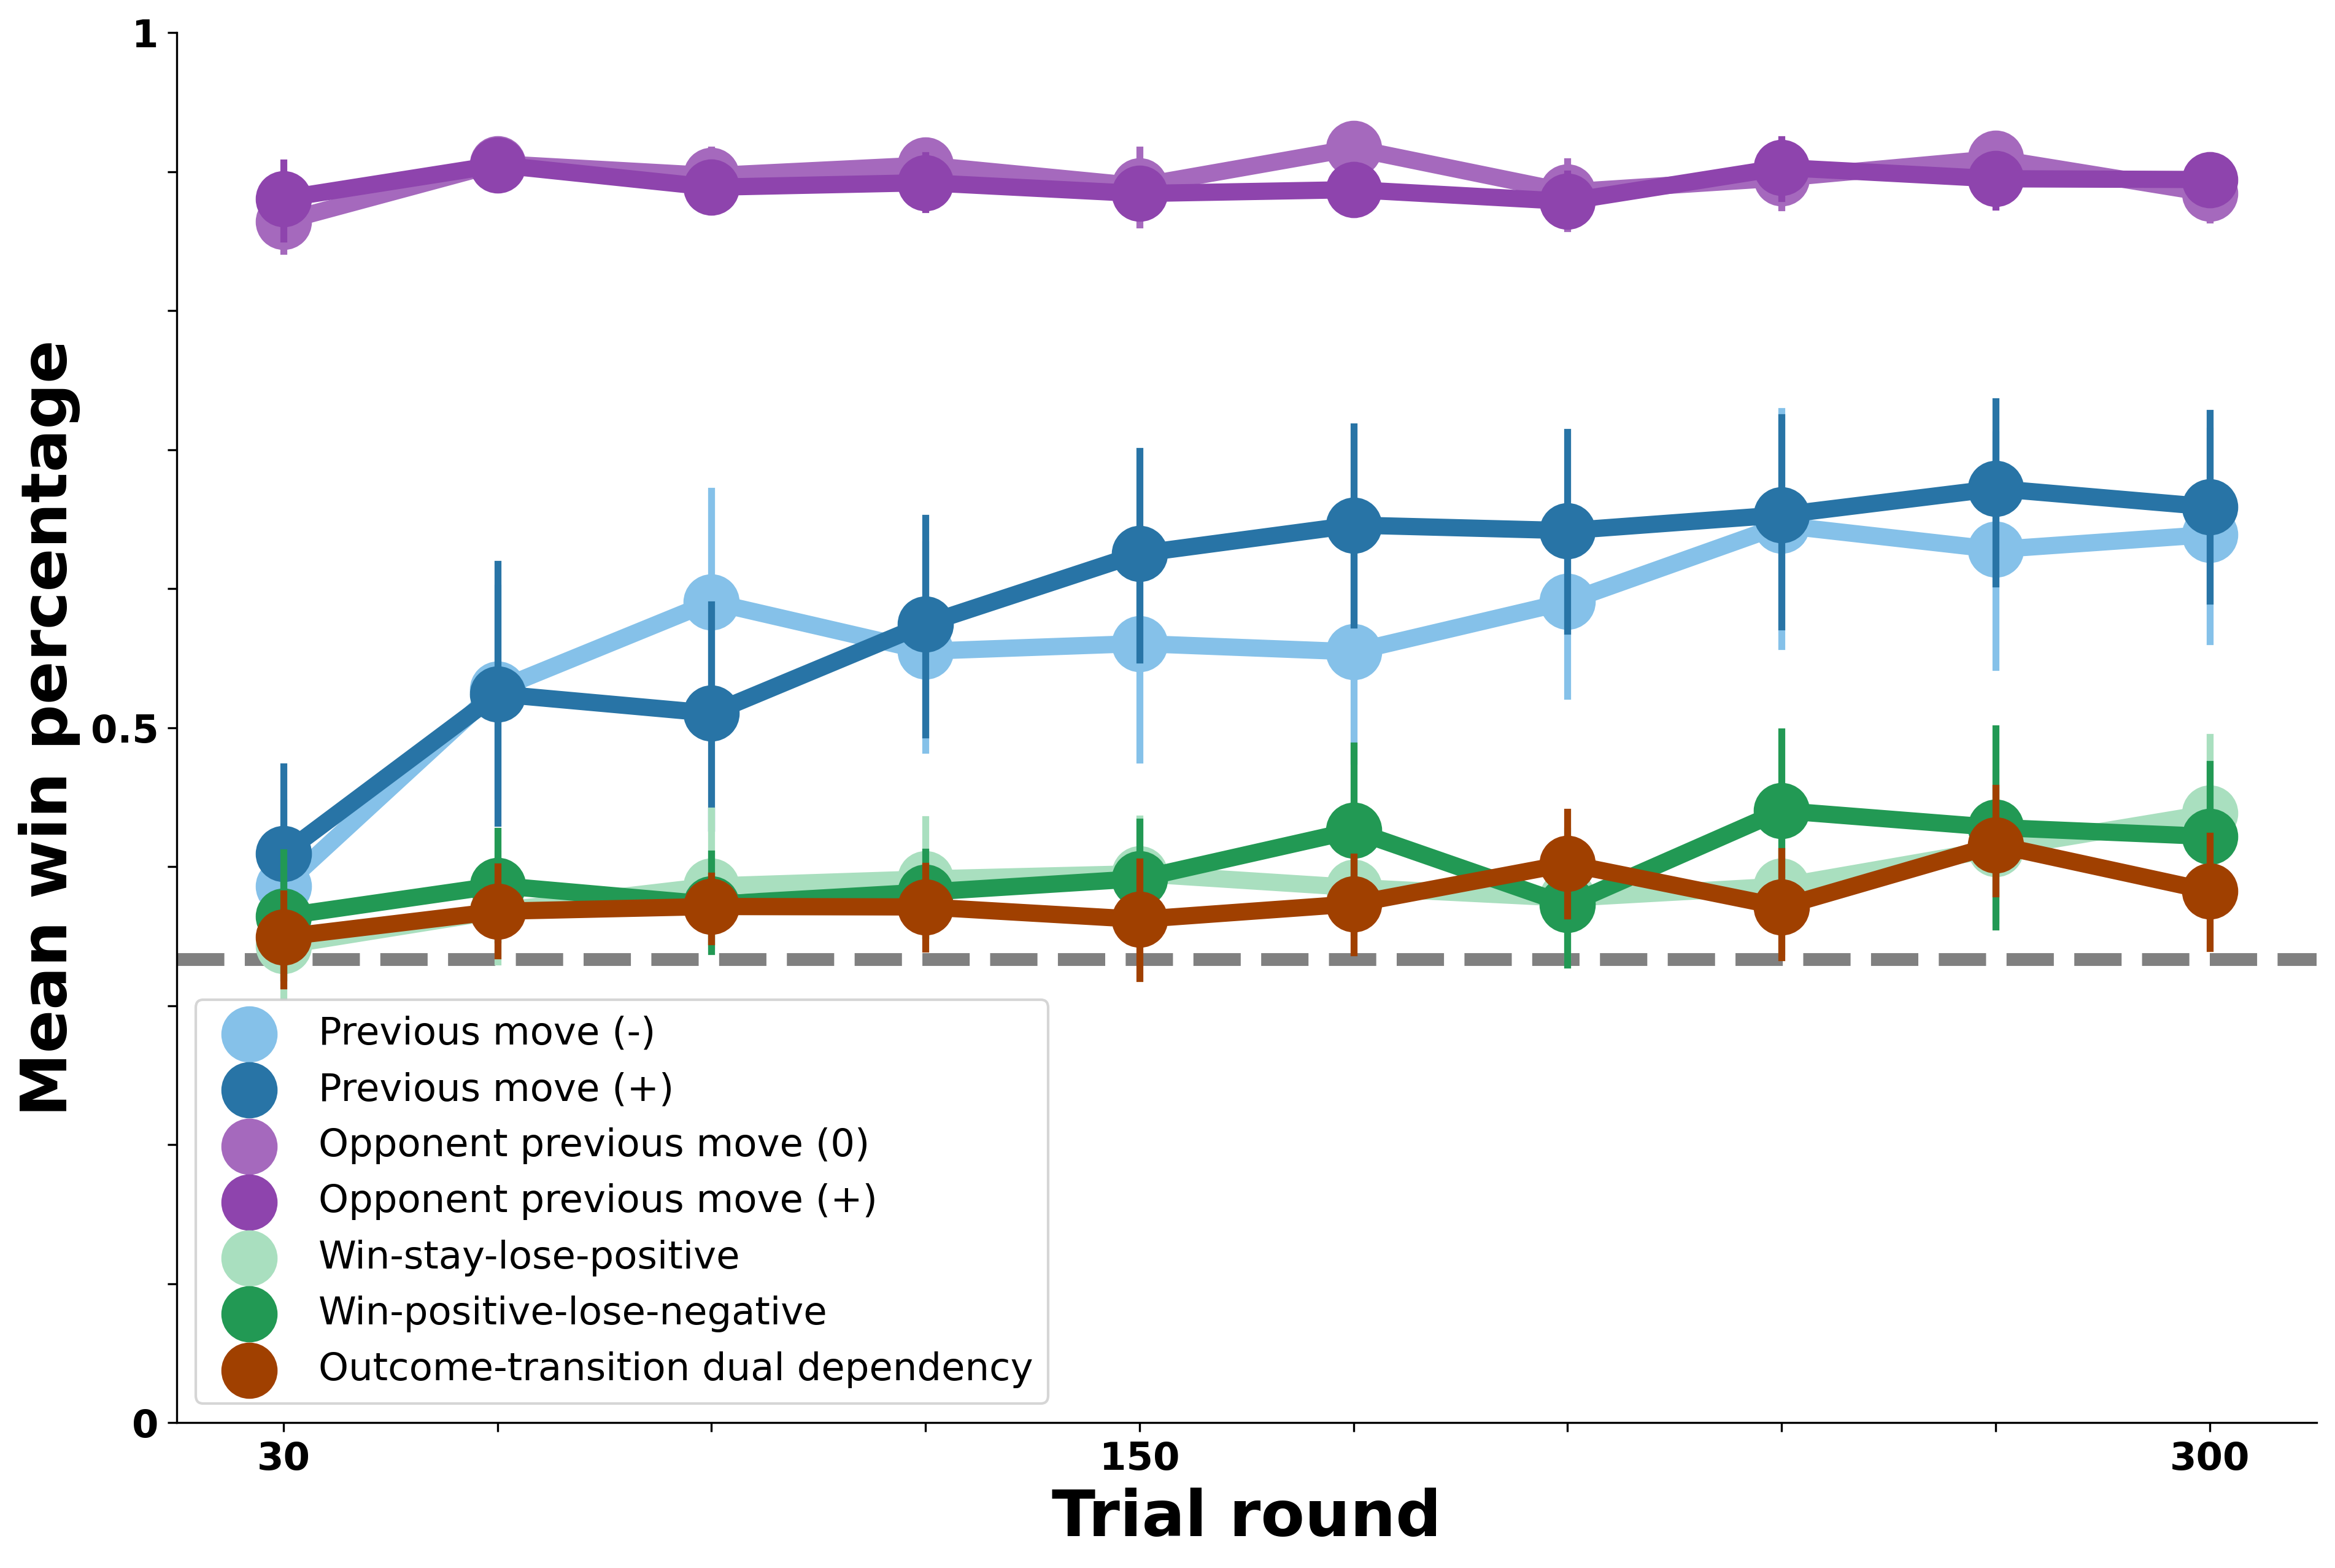 Mean win percentage
1
0.5
0
Previous move (-)
Previous move (+)
Opponent previous move (0)
Opponent previous move (+)
Win-stay-lose-positive
Win-positive-lose-negative
Outcome-transition dual dependency
30
150
300
Trial round